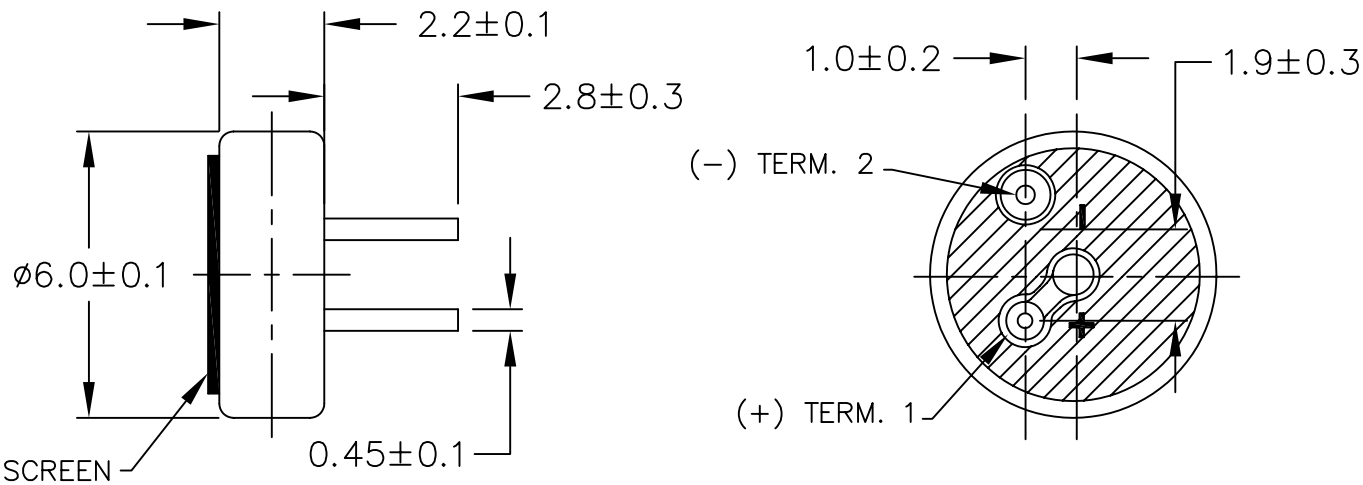 2.2±0.1
2.8±0.3
ø6.0±0.1
0.45±0.1
SCREEN
1.0±0.2
1.9±0.3
(−) TERM. 2
−
+
(+) TERM. 1